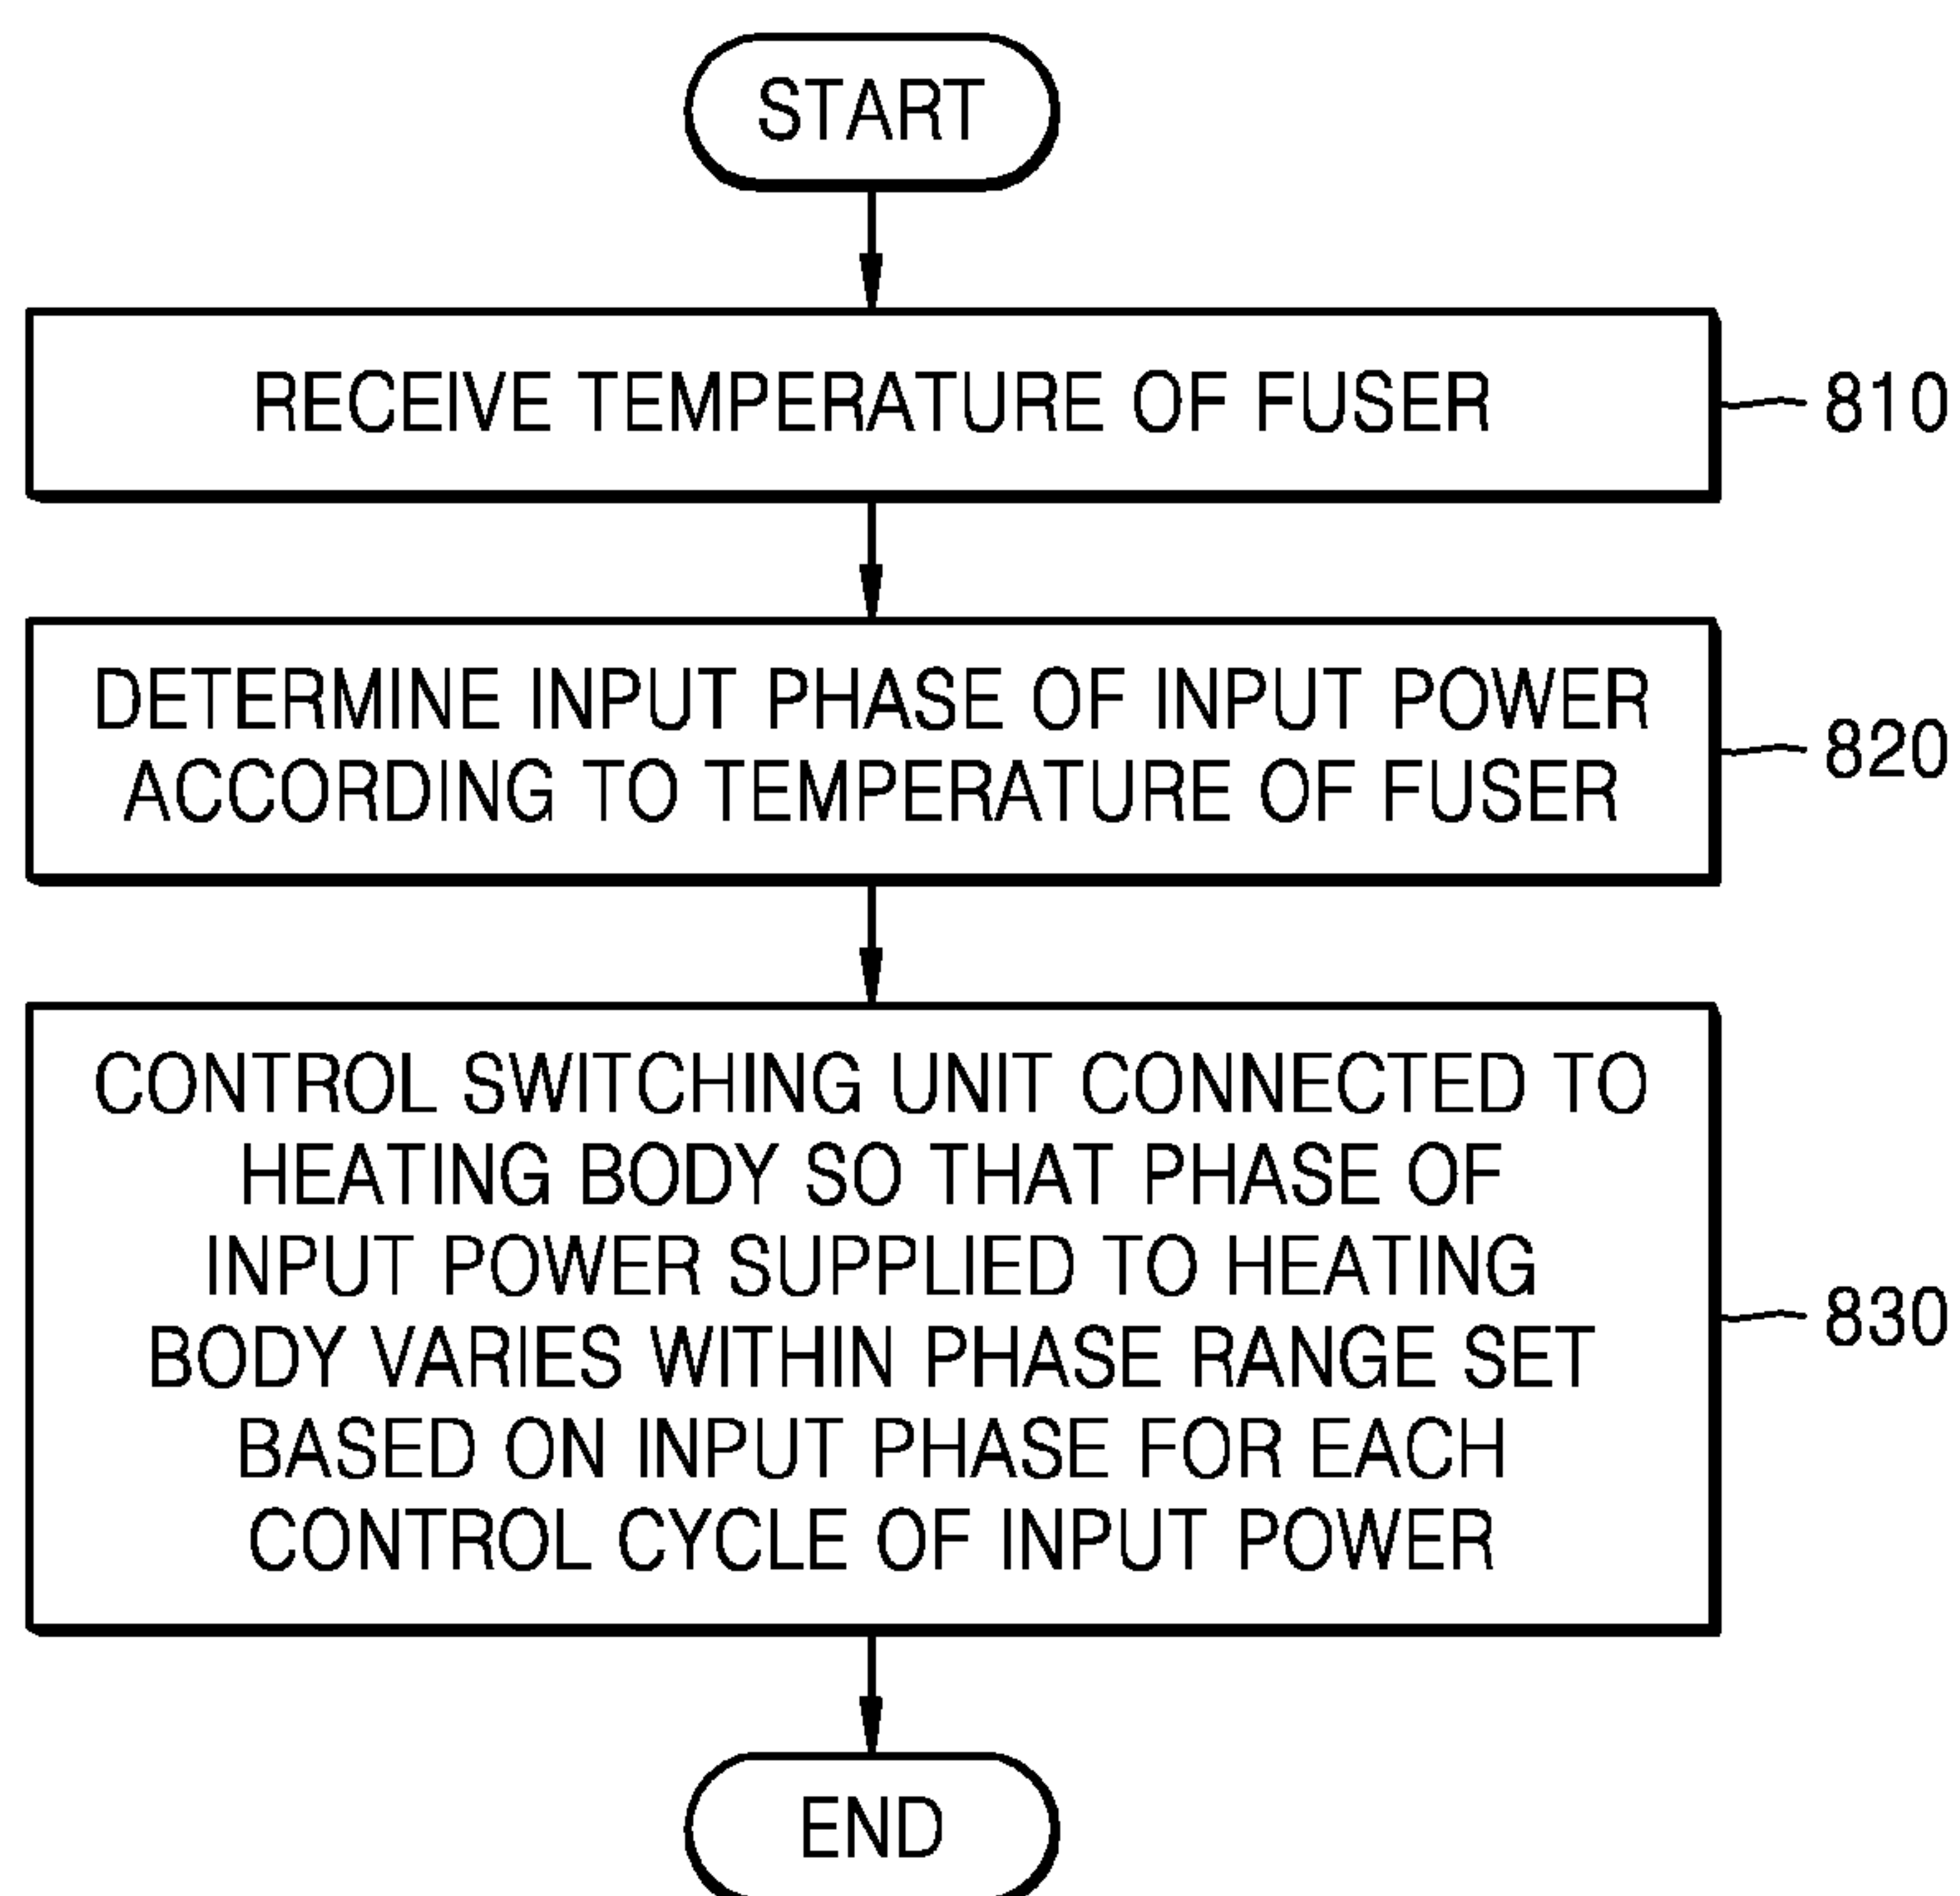 START
RECEIVE TEMPERATURE OF FUSER
810
DETERMINE INPUT PHASE OF INPUT POWER
ACCORDING TO TEMPERATURE OF FUSER
820
CONTROL SWITCHING UNIT CONNECTED TO
HEATING BODY SO THAT PHASE OF
INPUT POWER SUPPLIED TO HEATING
BODY VARIES WITHIN PHASE RANGE SET
BASED ON INPUT PHASE FOR EACH
CONTROL CYCLE OF INPUT POWER
830
END